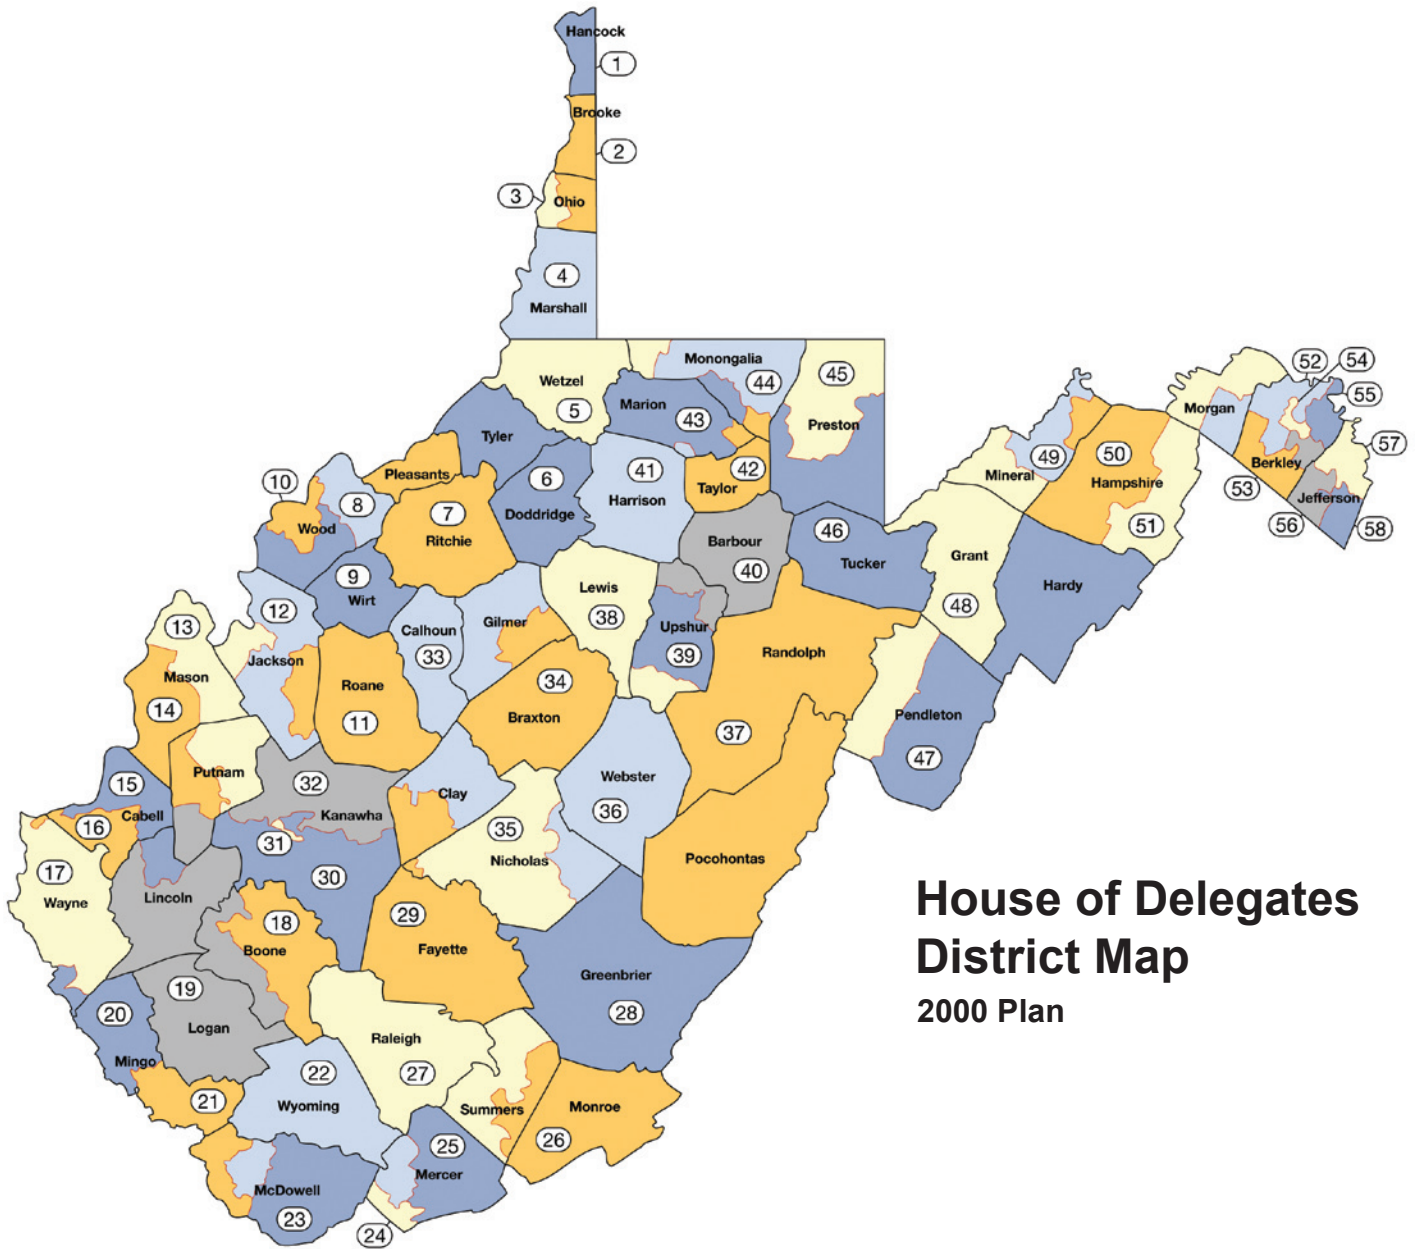 Hancock
1
Brooke
2
3
Ohio
4
Marshall
Wetzel
5
Monongalia
44
45
Preston
Marion
43
Tyler
Pleasants
6
Doddridge
41
Harrison
42
Taylor
10
8
Wood
7
Ritchie
9
Wirt
Barbour
40
46
Tucker
52
54
55
Morgan
57
Berkley
53
Jefferson
56
58
49
Mineral
50
Hampshire
51
Grant
48
Hardy
12
13
Jackson
Mason
14
Calhoun
33
Gilmer
Lewis
38
Upshur
39
Randolph
37
Roane
11
34
Braxton
Pendleton
47
Putnam
32
Kanawha
15
Cabell
16
31
30
Clay
35
Nicholas
Webster
36
Pocohontas
17
Wayne
Lincoln
18
Boone
29
Fayette
Greenbrier
28
19
Logan
20
Mingo
21
22
Wyoming
Raleigh
27
Summers
Monroe
26
25
Mercer
McDowell
23
24
House of Delegates
District Map
2000 Plan